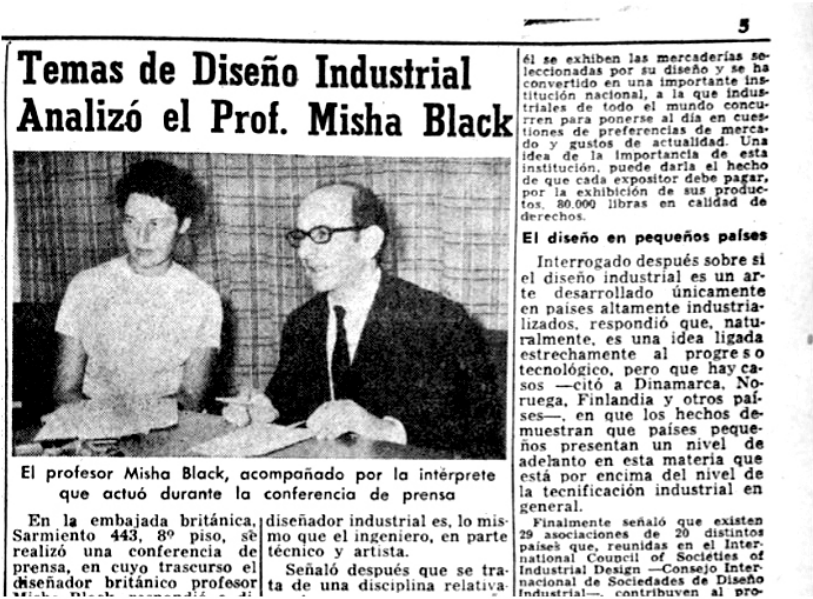 5
Temas de Diseño Industrial
Analizó el Prof. Misha Black
El profesor Misha Black, acompañado por la intérprete
que actuó durante la conferencia de prensa
En la embajada británica,
Sarmiento 443, 8º piso, se
realizó una conferencia de
prensa, en cuyo trascurso el
diseñador británico profesor
Misha Black respondió a di-
diseñador industrial es, lo mis-
mo que el ingeniero, en parte
técnico y artista.
Señaló después que se tra-
ta de una disciplina relativa-
él se exhiben las mercaderías se-
leccionadas por su diseño y se ha
convertido en una importante ins-
titución nacional, a la que indus-
triales de todo el mundo concu-
rren para ponerse al día en cues-
tiones de preferencias de merca-
do y gustos de actualidad. Una
idea de la importancia de esta
institución, puede darla el hecho
de que cada expositor debe pagar,
por la exhibición de sus produc-
tos, 80.000 libras en calidad de
derechos.
El diseño en pequeños países
Interrogado después sobre si
el diseño industrial es un ar-
te desarrollado únicamente
en países altamente industria-
lizados, respondió que, natu-
ralmente, es una idea ligada
estrechamente al progreso
tecnológico, pero que hay ca-
sos —citó a Dinamarca, No-
ruega, Finlandia y otros paí-
ses—, en que los hechos de-
muestran que países peque-
ños presentan un nivel de
adelanto en esta materia que
está por encima del nivel de
la tecnificación industrial en
general.
Finalmente señaló que existen
29 asociaciones de 20 distintos
países que, reunidas en el Inter-
national Council of Societies of
Industrial Design —Consejo Inter-
nacional de Sociedades de Diseño
Industrial—, contribuyen al pro-